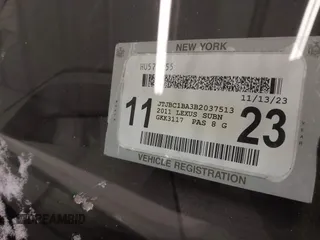 NEW YORK
11/13/23
JTJBC1BA3B2037513
2011 LEXUS SUBN
GKK3117 PAS 8 G
11 23
VEHICLE REGISTRATION